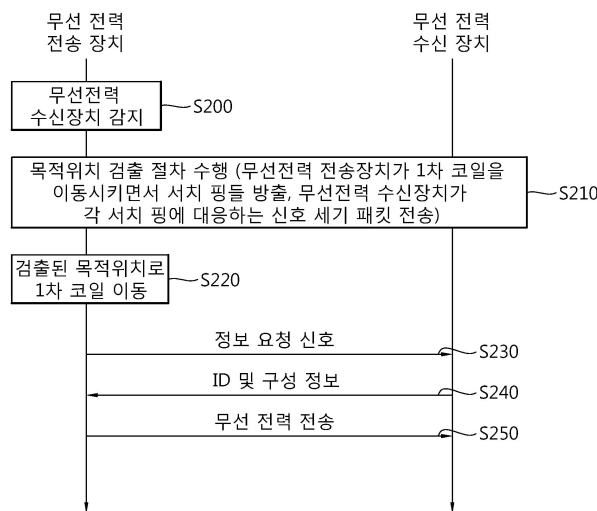 무선 전력
전송 장치
무선 전력
수신 장치
무선전력
수신장치 감지
S200
목적위치 검출 절차 수행 (무선전력 전송장치가 1차 코일을
이동시키면서 서치 핑들 방출, 무선전력 수신장치가
각 서치 핑에 대응하는 신호 세기 패킷 전송)
S210
검출된 목적위치로
1차 코일 이동
S220
정보 요청 신호
S230
ID 및 구성 정보
S240
무선 전력 전송
S250